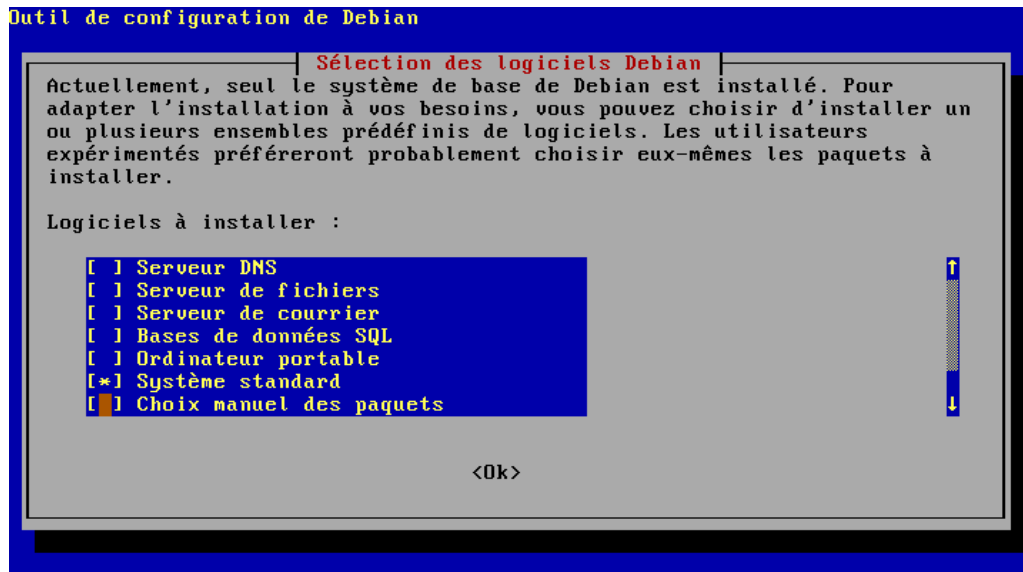 Outil de configuration de Debian
Sélection des logiciels Debian
Actuellement, seul le système de base de Debian est installé. Pour
adapter l'installation à vos besoins, vous pouvez choisir d'installer un
ou plusieurs ensembles prédéfinis de logiciels. Les utilisateurs
expérimentés préféreront probablement choisir eux-mêmes les paquets à
installer.
Logiciels à installer :
[ ] Serveur DNS
[ ] Serveur de fichiers
[ ] Serveur de courrier
[ ] Bases de données SQL
[ ] Ordinateur portable
[*] Système standard
[ ] Choix manuel des paquets
<Ok>